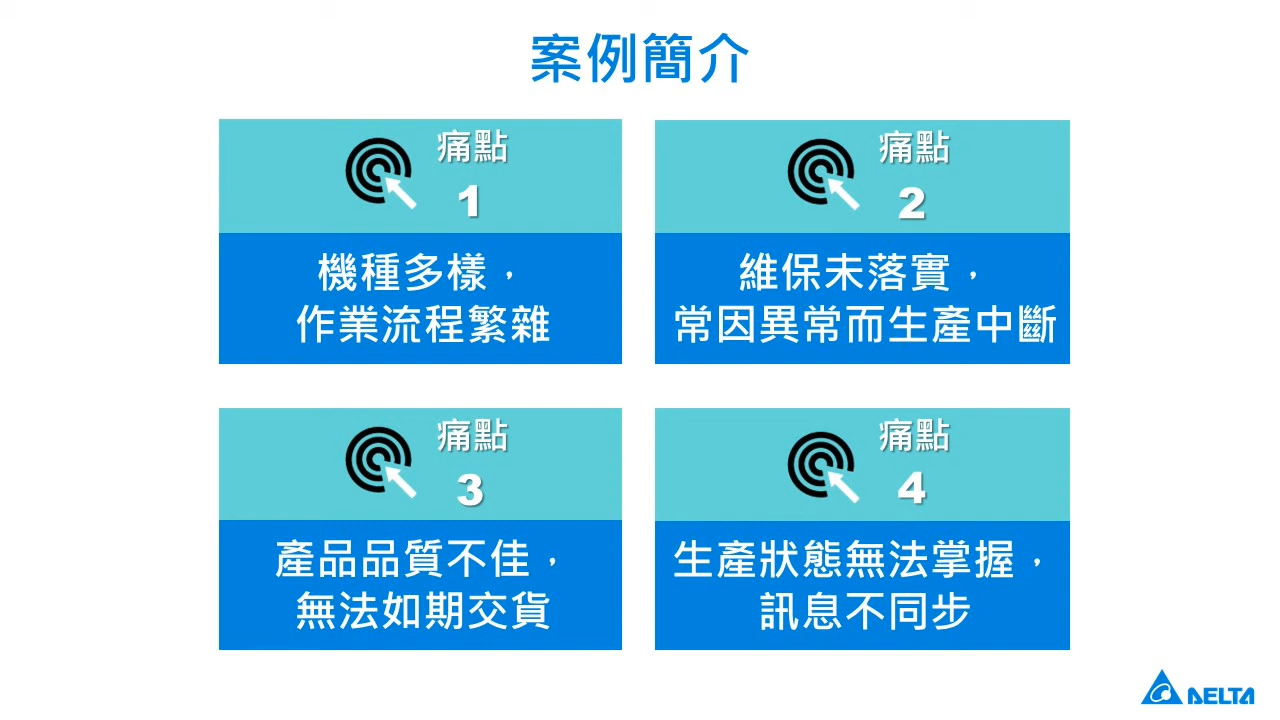 案例簡介
痛點
1
機種多樣，
作業流程繁雜
痛點
2
維保未落實，
常因異常而生產中斷
痛點
3
產品品質不佳，
無法如期交貨
痛點
4
生產狀態無法掌握，
訊息不同步
DELTA